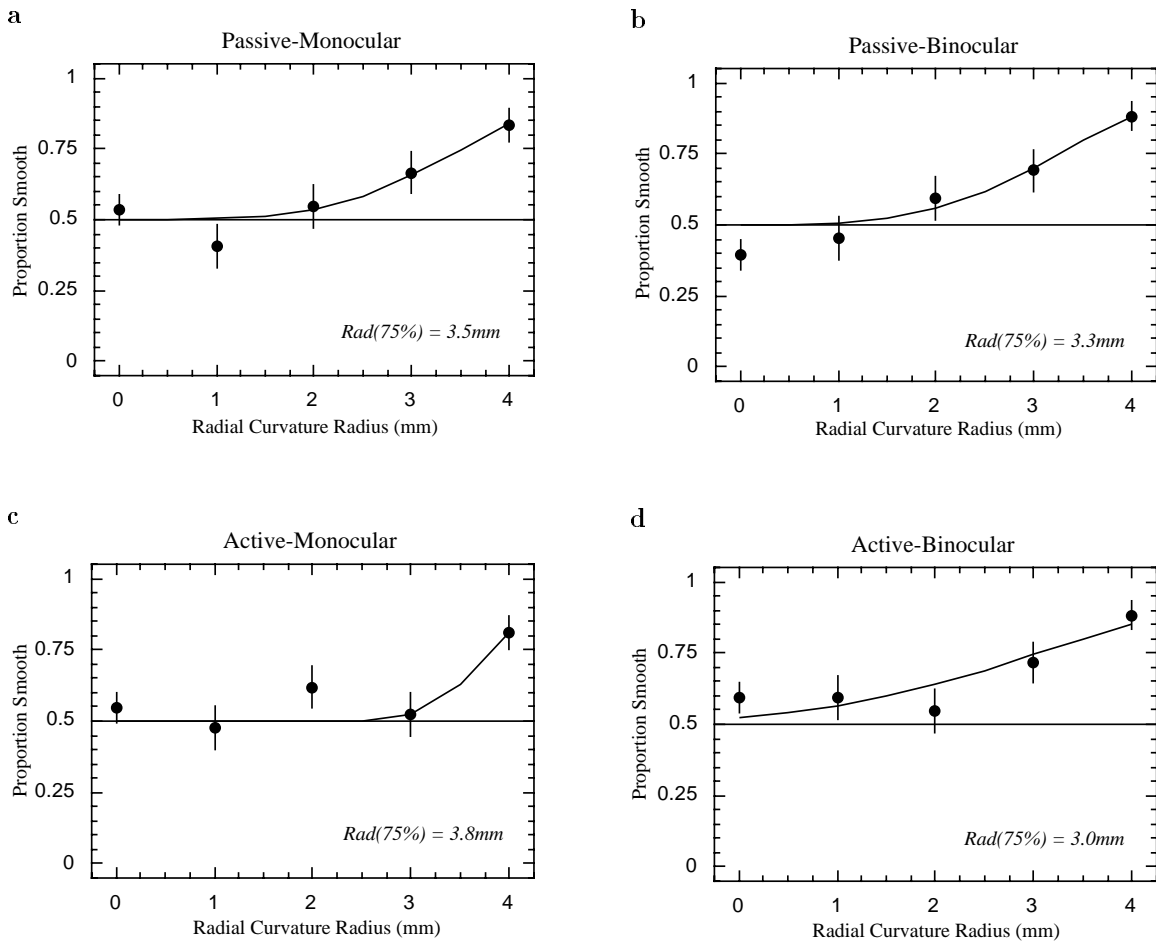 a
Passive-Monocular
1
0.75
0.5
0.25
0
Proportion Smooth
Rad(75%) = 3.5mm
0 1 2 3 4
Radial Curvature Radius (mm)
b
Passive-Binocular
1
0.75
0.5
0.25
0
Proportion Smooth
Rad(75%) = 3.3mm
0 1 2 3 4
Radial Curvature Radius (mm)
c
Active-Monocular
1
0.75
0.5
0.25
0
Proportion Smooth
Rad(75%) = 3.8mm
0 1 2 3 4
Radial Curvature Radius (mm)
d
Active-Binocular
1
0.75
0.5
0.25
0
Proportion Smooth
Rad(75%) = 3.0mm
0 1 2 3 4
Radial Curvature Radius (mm)